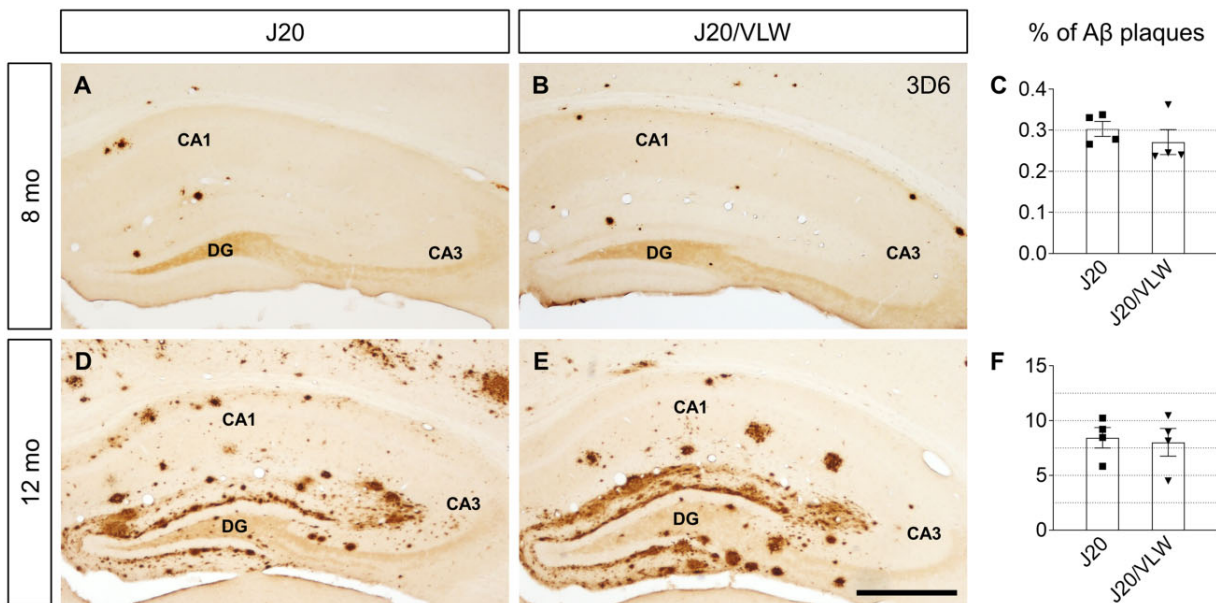 J20
J20/VLW
% of Aβ plaques
8 mo
A
CA1
DG
CA3
B
3D6
CA1
DG
CA3
C
0.4
0.3
0.2
0.1
0.0
J20
J20/VLW
12 mo
D
CA1
DG
CA3
E
CA1
DG
CA3
F
15
10
5
0
J20
J20/VLW